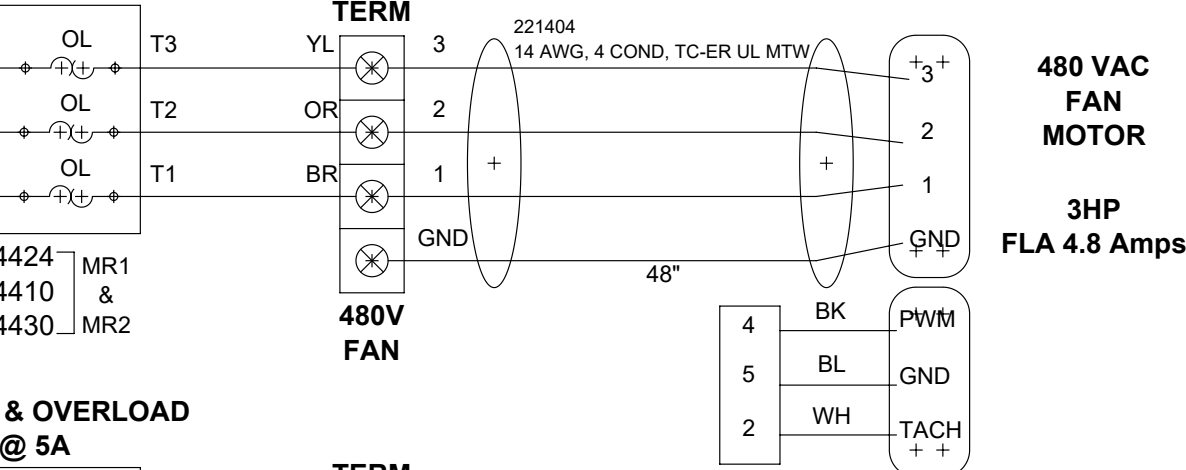 TERM
OL T3 YL 3
221404
14 AWG, 4 COND, TC-ER UL MTW
3
480 VAC
FAN
MOTOR
OL T2 OR 2
2
OL T1 BR 1
1
3HP
FLA 4.8 Amps
GND
GND
48"
4424
4410
4430
MR1
&
MR2
480V
FAN
4 BK PWM
5 BL GND
2 WH TACH
& OVERLOAD
@ 5A
TERM